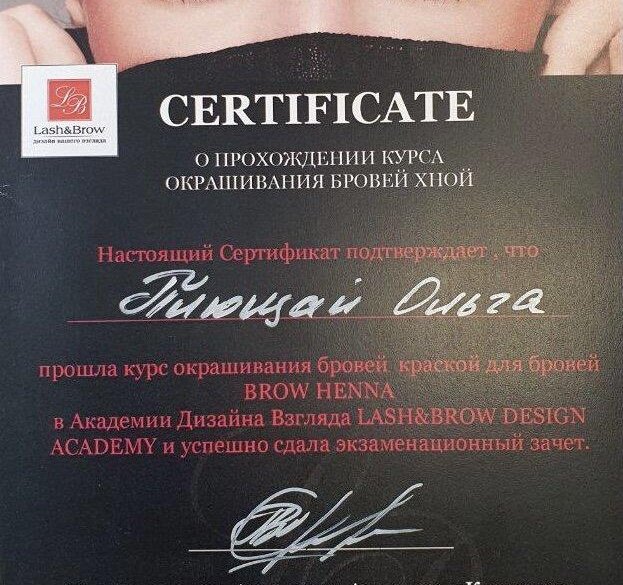 LB
Lash&Brow
дизайн вашего взгляда
CERTIFICATE
О ПРОХОЖДЕНИИ КУРСА
ОКРАШИВАНИЯ БРОВЕЙ ХНОЙ
Настоящий Сертификат подтверждает , что
Ольга
прошла курс окрашивания бровей краской для бровей
BROW HENNA
в Академии Дизайна Взгляда LASH&BROW DESIGN
ACADEMY и успешно сдала экзаменационный зачет.